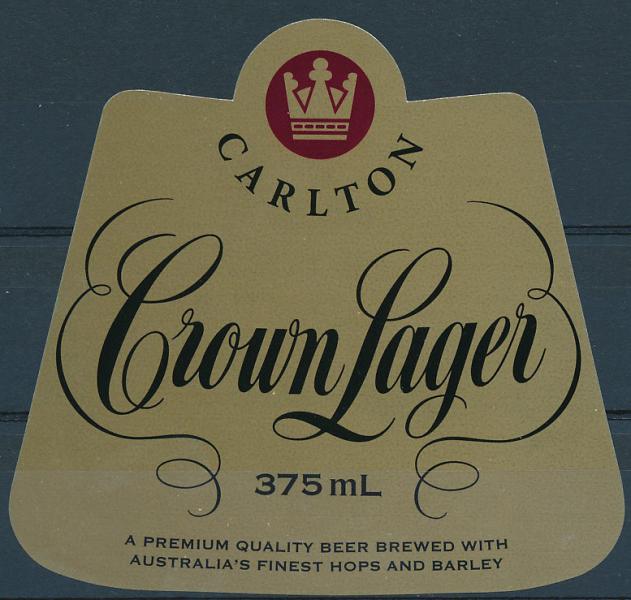 CARLTON
Crown Lager
375 mL
A PREMIUM QUALITY BEER BREWED WITH
AUSTRALIA'S FINEST HOPS AND BARLEY